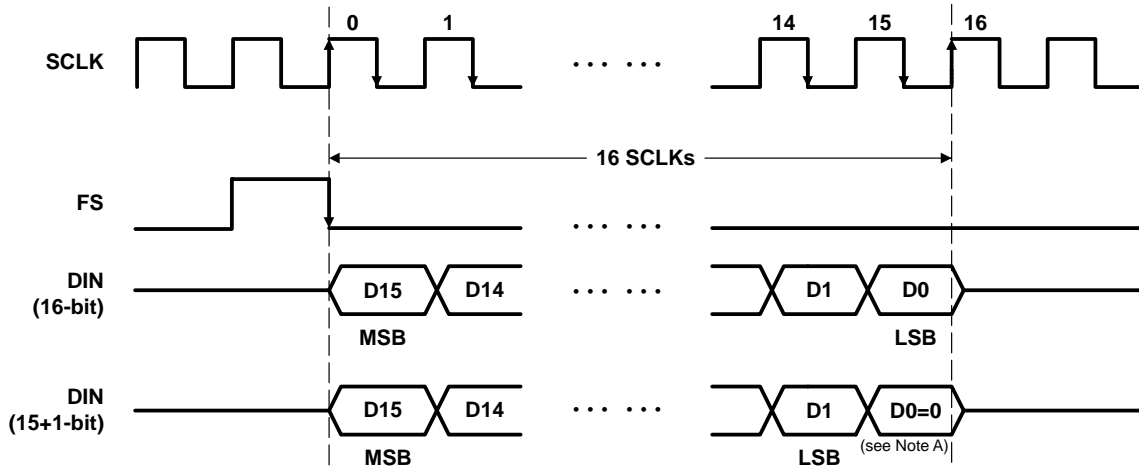 0 1 14 15 16
SCLK ... ... 
16 SCLKs
FS ... ...
DIN
(16-bit)
D15 D14 ... ... D1 D0
MSB LSB
DIN
(15+1-bit)
D15 D14 ... ... D1 D0=0
(see Note A)
MSB LSB